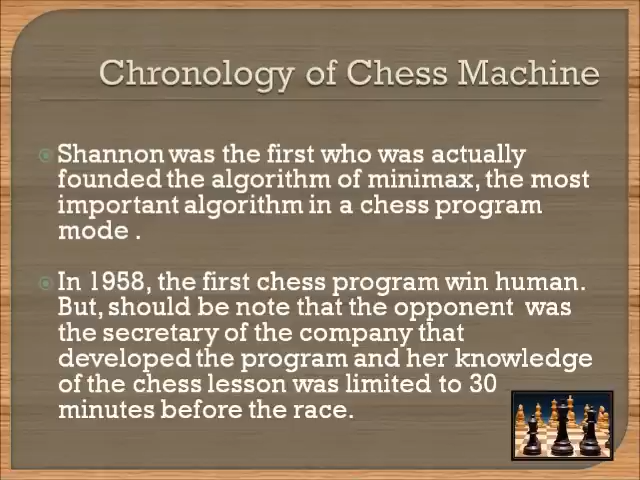 Chronology of Chess Machine
Shannon was the first who was actually
founded the algorithm of minimax, the most
important algorithm in a chess program
mode .
In 1958, the first chess program win human.
But, should be note that the opponent was
the secretary of the company that
developed the program and her knowledge
of the chess lesson was limited to 30
minutes before the race.